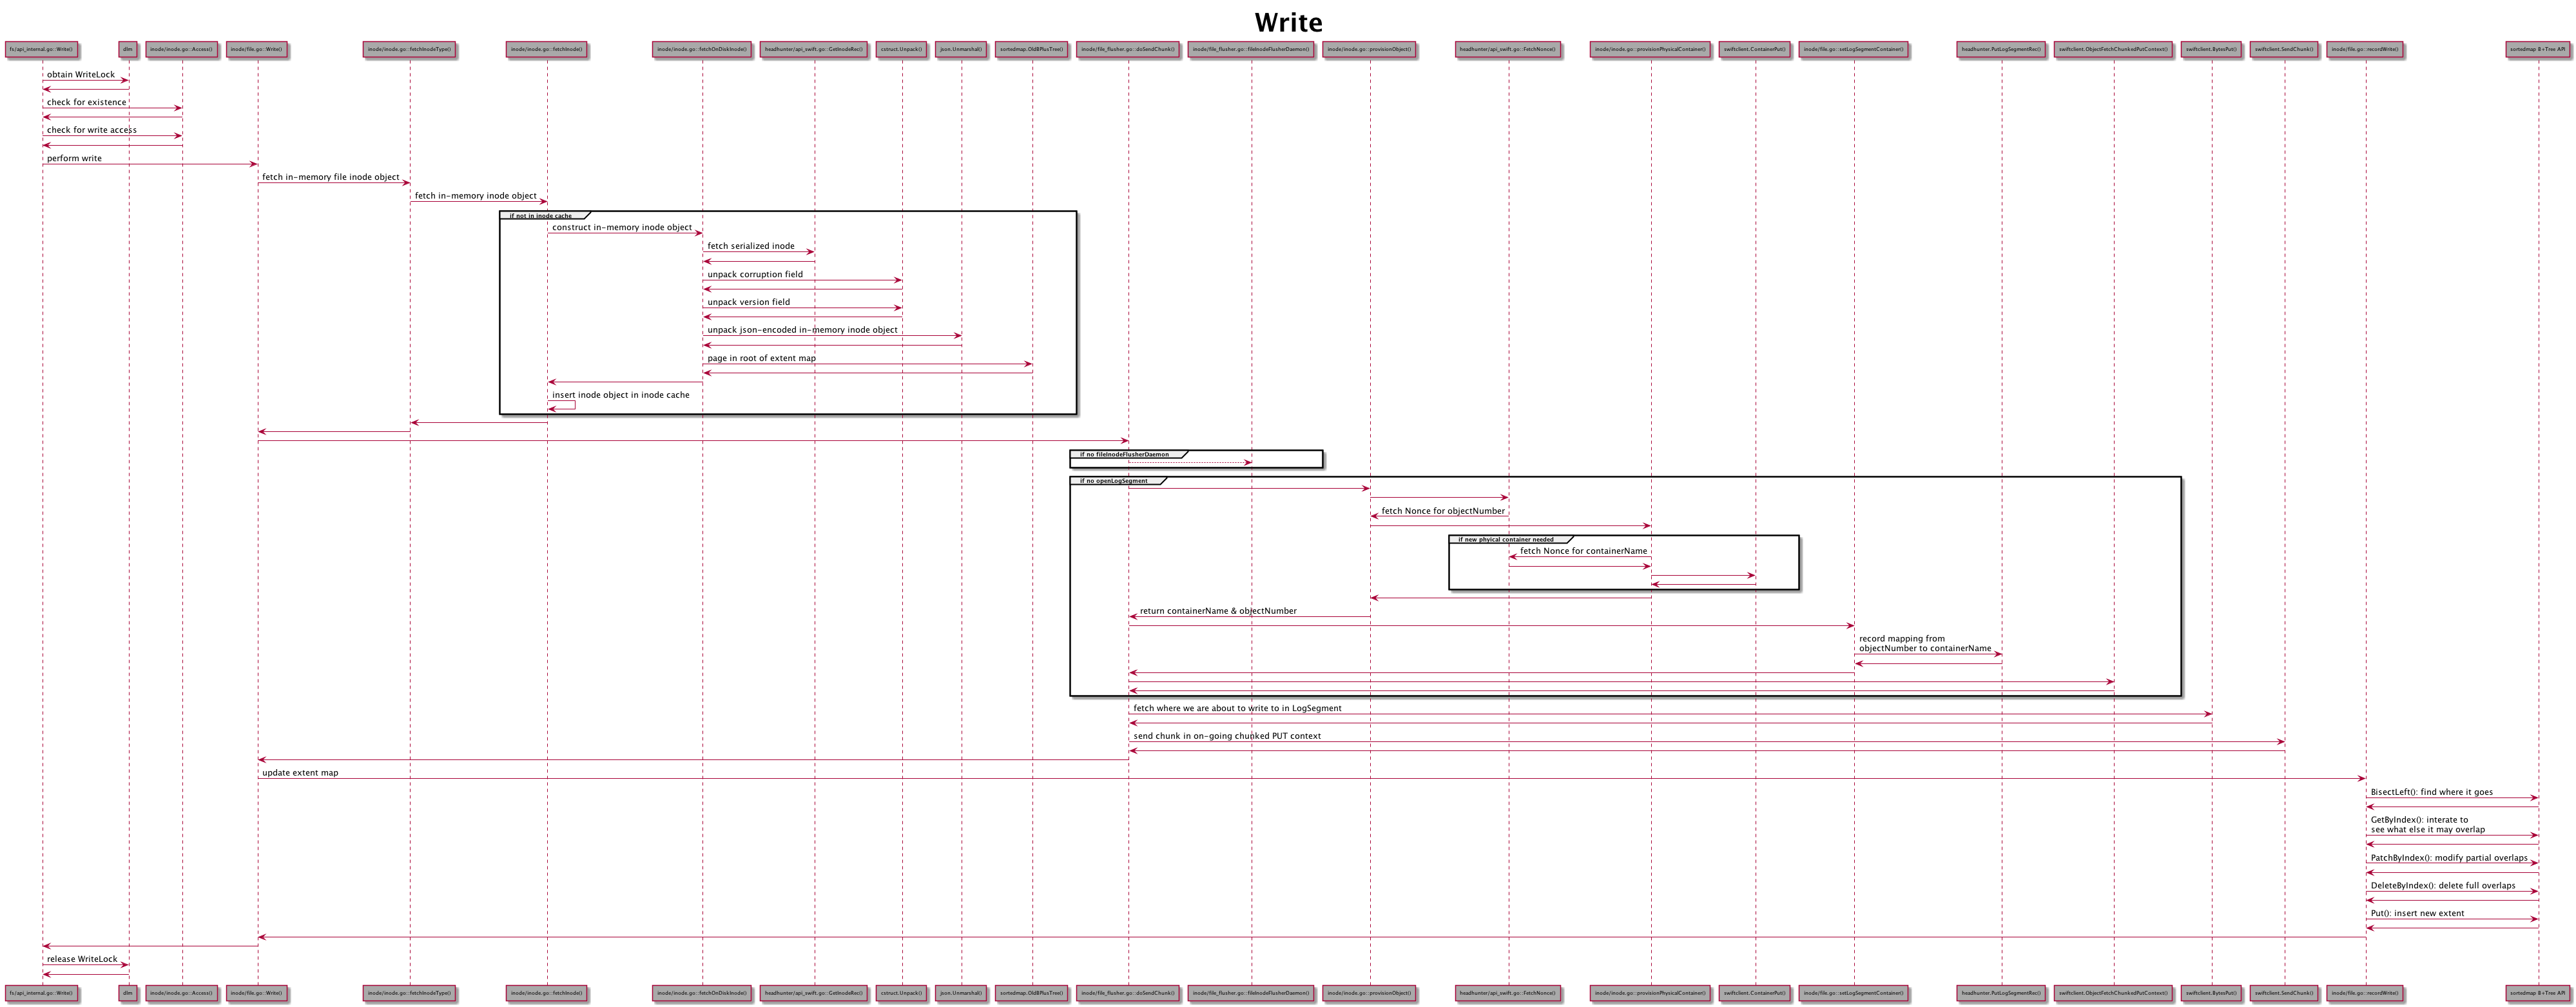 Write
fs/api_internal.go::Write()
dlm
inode/inode.go::Access()
inode/file.go::Write()
inode/inode.go::fetchInodeType()
inode/inode.go::fetchInode()
inode/inode.go::fetchOnDiskInode()
headhunter/api_swift.go::GetInodeRec()
cstruct.Unpack()
json.Unmarshal()
sortedmap.OldBPlusTree()
inode/file_flusher.go::doSendChunk()
inode/file_flusher.go::fileInodeFlusherDaemon()
inode/inode.go::provisionObject()
headhunter/api_swift.go::FetchNonce()
inode/inode.go::provisionPhysicalContainer()
swiftclient.ContainerPut()
inode/file.go::setLogSegmentContainer()
headhunter.PutLogSegmentRec()
swiftclient.ObjectFetchChunkedPutContext()
swiftclient.BytesPut()
swiftclient.SendChunk()
inode/file.go::recordWrite()
sortedmap B+Tree API
obtain WriteLock
check for existence
check for write access
perform write
fetch in-memory file inode object
fetch in-memory inode object
if not in inode cache
construct in-memory inode object
fetch serialized inode
unpack corruption field
unpack version field
unpack json-encoded in-memory inode object
page in root of extent map
insert inode object in inode cache
if no fileInodeFlusherDaemon
if no openLogSegment
fetch Nonce for objectNumber
if new phyical container needed
fetch Nonce for containerName
return containerName & objectNumber
record mapping from
objectNumber to containerName
fetch where we are about to write to in LogSegment
send chunk in on-going chunked PUT context
update extent map
BisectLeft(): find where it goes
GetByIndex(): interate to
see what else it may overlap
PatchByIndex(): modify partial overlaps
DeleteByIndex(): delete full overlaps
Put(): insert new extent
release WriteLock
fs/api_internal.go::Write()
dlm
inode/inode.go::Access()
inode/file.go::Write()
inode/inode.go::fetchInodeType()
inode/inode.go::fetchInode()
inode/inode.go::fetchOnDiskInode()
headhunter/api_swift.go::GetInodeRec()
cstruct.Unpack()
json.Unmarshal()
sortedmap.OldBPlusTree()
inode/file_flusher.go::doSendChunk()
inode/file_flusher.go::fileInodeFlusherDaemon()
inode/inode.go::provisionObject()
headhunter/api_swift.go::FetchNonce()
inode/inode.go::provisionPhysicalContainer()
swiftclient.ContainerPut()
inode/file.go::setLogSegmentContainer()
headhunter.PutLogSegmentRec()
swiftclient.ObjectFetchChunkedPutContext()
swiftclient.BytesPut()
swiftclient.SendChunk()
inode/file.go::recordWrite()
sortedmap B+Tree API